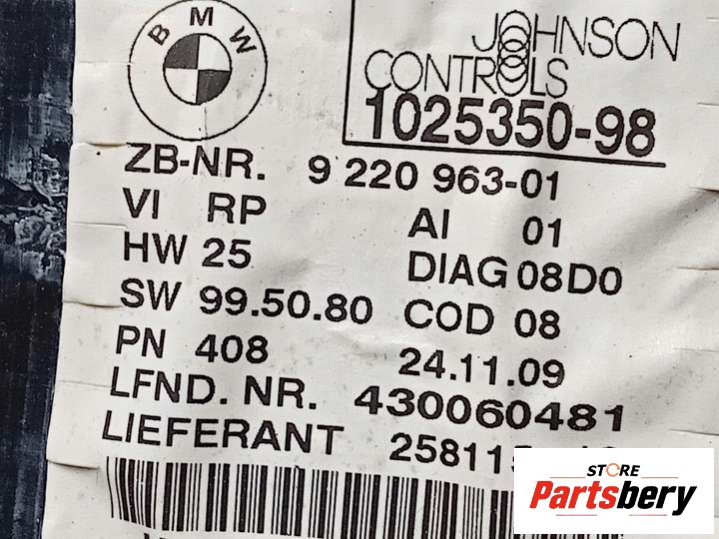 BMW
JOHNSON
CONTROLS
1025350-98
ZB-NR. 9 220 963-01
VI RP AI 01
HW 25 DIAG 08D0
SW 99.50.80 COD 08
PN 408 24.11.09
LFND. NR. 430060481
LIEFERANT
STORE
Partsbery